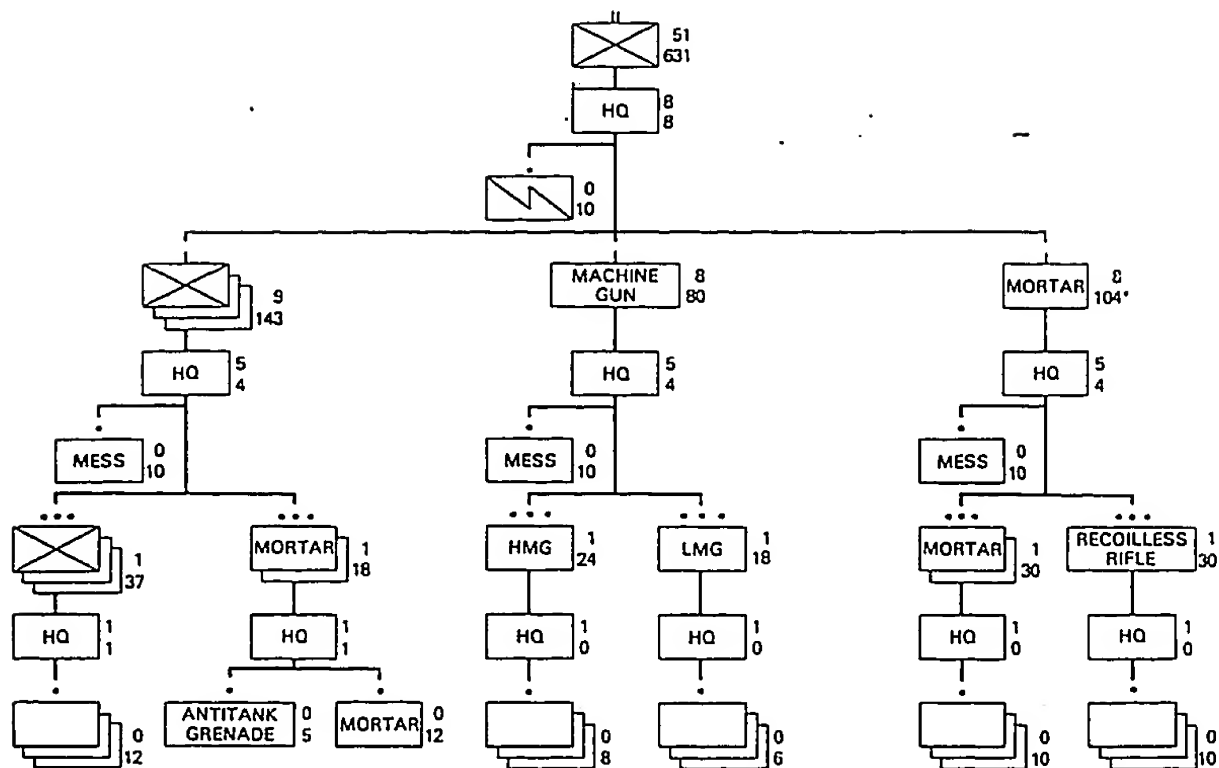 51
631
HQ
8
8
0
10
9
143
MACHINE
GUN
8
80
MORTAR
8
104*
HQ
5
4
HQ
5
4
HQ
5
4
MESS
0
10
MESS
0
10
MESS
0
10
1
37
MORTAR
1
18
HMG
1
24
LMG
1
18
MORTAR
1
30
RECOILLESS
RIFLE
1
30
HQ
1
1
HQ
1
1
HQ
1
0
HQ
1
0
HQ
1
0
HQ
1
0
0
12
ANTITANK
GRENADE
0
5
MORTAR
0
12
0
8
0
6
0
10
0
10